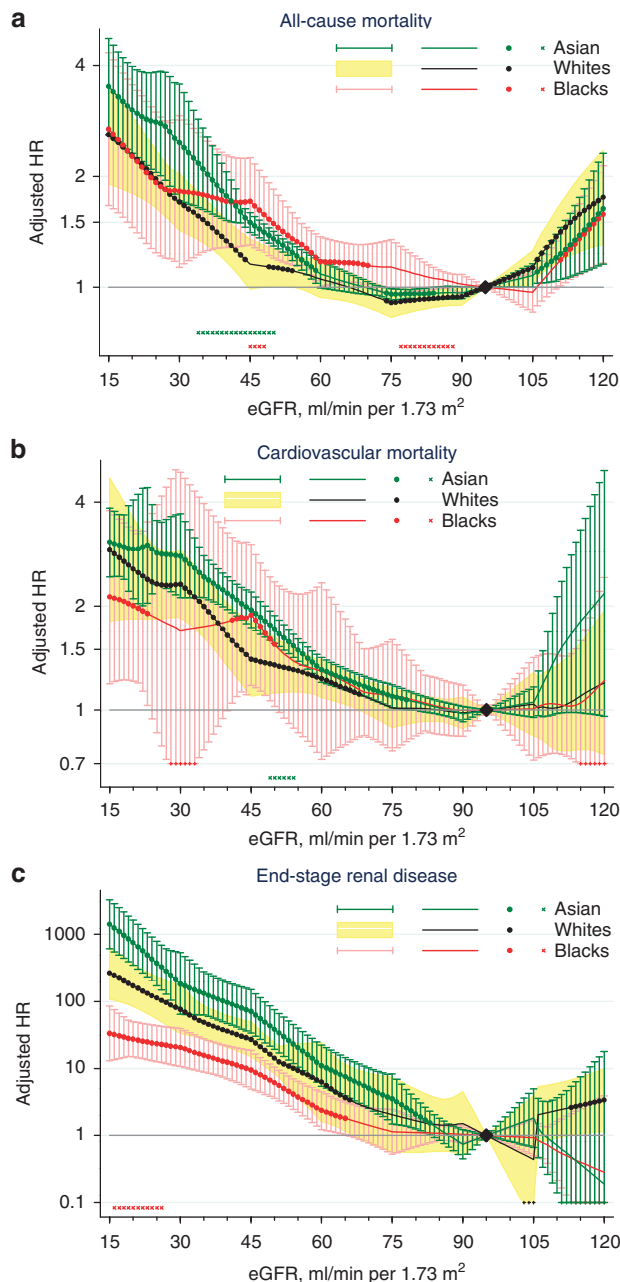 a
All-cause mortality
Asian
Whites
Blacks
4
2
1.5
1
Adjusted HR
15 30 45 60 75 90 105 120
eGFR, ml/min per 1.73 m²
b
Cardiovascular mortality
Asian
Whites
Blacks
4
2
1.5
1
0.7
Adjusted HR
15 30 45 60 75 90 105 120
eGFR, ml/min per 1.73 m²
c
End-stage renal disease
Asian
Whites
Blacks
1000
100
10
1
0.1
Adjusted HR
15 30 45 60 75 90 105 120
eGFR, ml/min per 1.73 m²